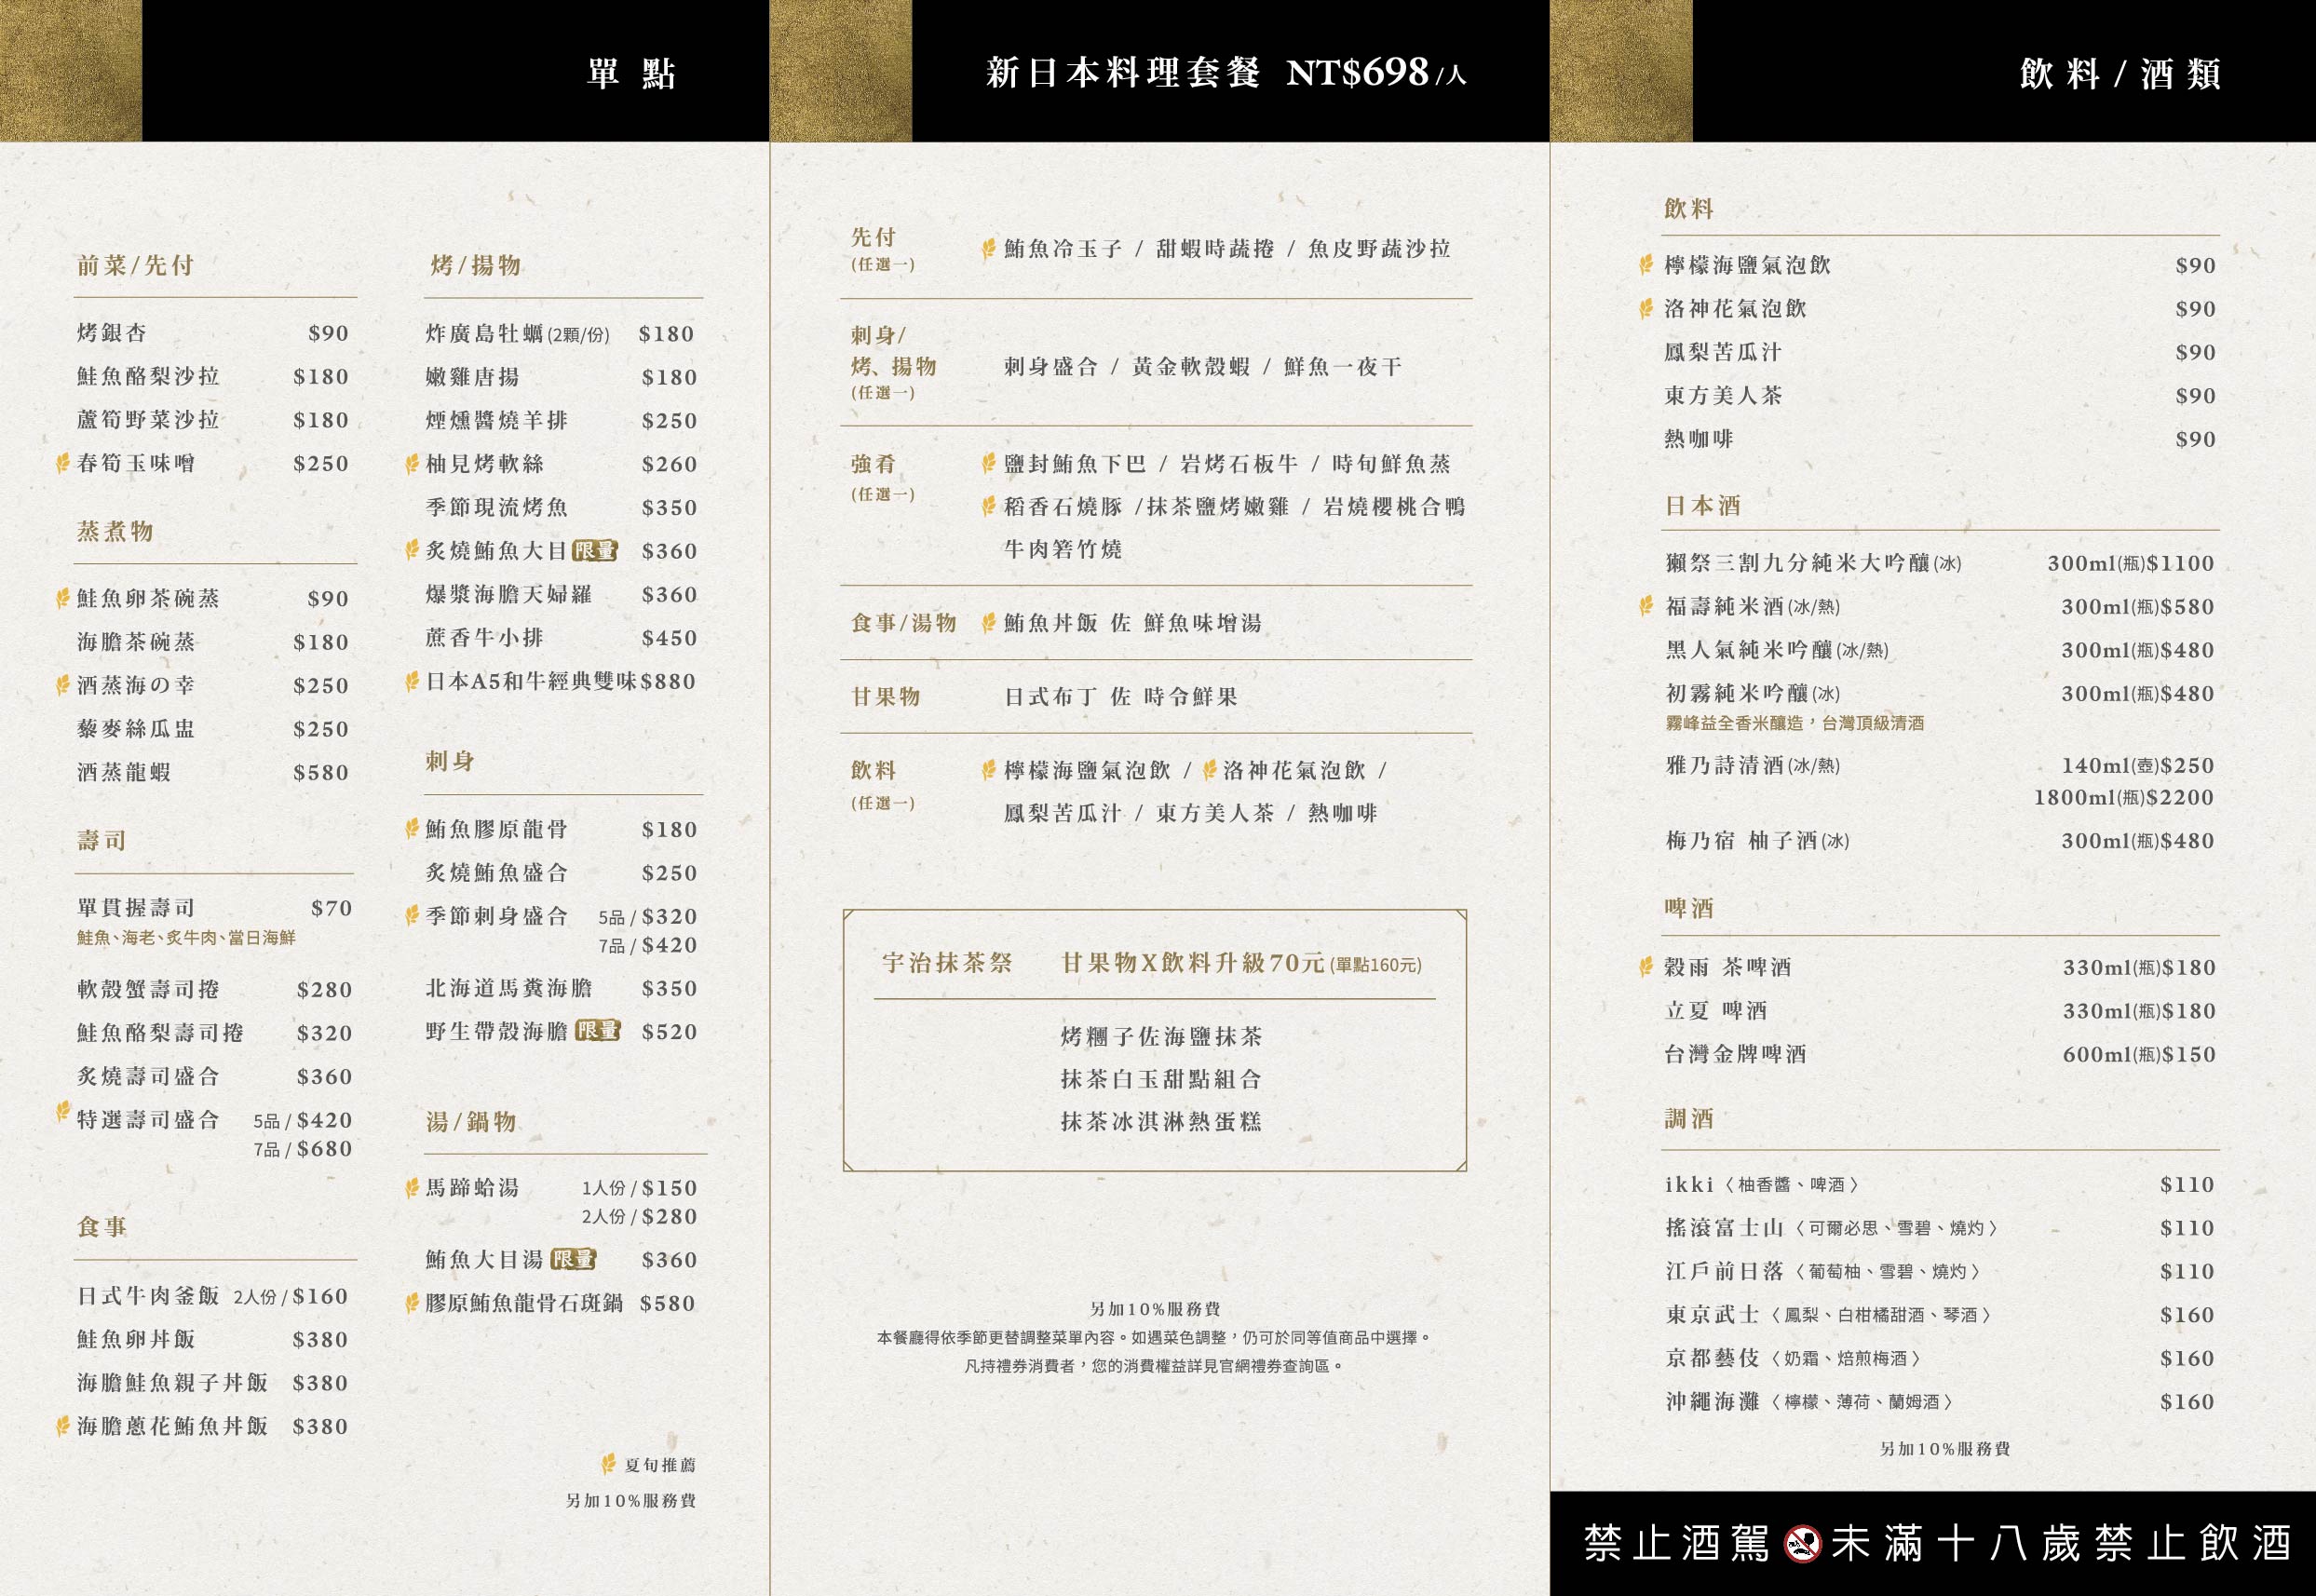 單點
前菜/先付
烤銀杏 $90
鮭魚酪梨沙拉 $180
蘆筍野菜沙拉 $180
春筍玉味噌 $250
蒸煮物
鮭魚卵茶碗蒸 $90
海膽茶碗蒸 $180
酒蒸海の幸 $250
藜麥絲瓜盅 $250
酒蒸龍蝦 $580
壽司
單貫握壽司 $70
鮭魚、海老、炙牛肉、當日海鮮
軟殼蟹壽司捲 $280
鮭魚酪梨壽司捲 $320
炙燒壽司盛合 $360
特選壽司盛合 5品 / $420
7品 / $680
食事
日式牛肉釜飯 2人份 / $160
鮭魚卵丼飯 $380
海膽鮭魚親子丼飯 $380
海膽蔥花鮪魚丼飯 $380
烤/揚物
炸廣島牡蠣(2顆/份) $180
嫩雞唐揚 $180
煙燻醬燒羊排 $250
柚見烤軟絲 $260
季節現流烤魚 $350
炙燒鮪魚大目 限量 $360
爆漿海膽天婦羅 $360
蔗香牛小排 $450
日本A5和牛經典雙味 $880
刺身
鮪魚膠原龍骨 $180
炙燒鮪魚盛合 $250
季節刺身盛合 5品 / $320
7品 / $420
北海道馬糞海膽 $350
野生帶殼海膽 限量 $520
湯/鍋物
馬蹄蛤湯 1人份 / $150
2人份 / $280
鮪魚大目湯 限量 $360
膠原鮪魚龍骨石斑鍋 $580
夏旬推薦
另加10%服務費
新日本料理套餐 NT$698/人
先付
(任選一)
鮪魚冷玉子 / 甜蝦時蔬捲 / 魚皮野蔬沙拉
刺身/
烤、揚物
(任選一)
刺身盛合 / 黃金軟殼蝦 / 鮮魚一夜干
強肴
(任選一)
鹽封鮪魚下巴 / 岩烤石板牛 / 時旬鮮魚蒸
稻香石燒豚 /抹茶鹽烤嫩雞 / 岩燒櫻桃合鴨
牛肉箬竹燒
食事/湯物 鮪魚丼飯 佐 鮮魚味增湯
甘果物 日式布丁 佐 時令鮮果
飲料
(任選一)
檸檬海鹽氣泡飲 / 洛神花氣泡飲 /
鳳梨苦瓜汁 / 東方美人茶 / 熱咖啡
宇治抹茶祭 甘果物X飲料升級70元(單點160元)
烤糰子佐海鹽抹茶
抹茶白玉甜點組合
抹茶冰淇淋熱蛋糕
另加10%服務費
本餐廳得依季節更替調整菜單內容。如遇菜色調整,仍可於同等值商品中選擇。
凡持禮券消費者,您的消費權益詳見官網禮券查詢區。
飲料/酒類
飲料
檸檬海鹽氣泡飲 $90
洛神花氣泡飲 $90
鳳梨苦瓜汁 $90
東方美人茶 $90
熱咖啡 $90
日本酒
獺祭三割九分純米大吟釀(冰) 300ml(瓶)$1100
福壽純米酒(冰/熱) 300ml(瓶)$580
黑人氣純米吟釀(冰/熱) 300ml(瓶)$480
初霧純米吟釀(冰) 300ml(瓶)$480
霧峰益全香米釀造,台灣頂級清酒
雅乃詩清酒(冰/熱) 140ml(壺)$250
1800ml(瓶)$2200
梅乃宿 柚子酒(冰) 300ml(瓶)$480
啤酒
穀雨 茶啤酒 330ml(瓶)$180
立夏 啤酒 330ml(瓶)$180
台灣金牌啤酒 600ml(瓶)$150
調酒
ikki〈柚香醬、啤酒〉 $110
搖滾富士山〈可爾必思、雪碧、燒灼〉 $110
江戶前日落〈葡萄柚、雪碧、燒灼〉 $110
東京武士〈鳳梨、白柑橘甜酒、琴酒〉 $160
京都藝伎〈奶霜、焙煎梅酒〉 $160
沖繩海灘〈檸檬、薄荷、蘭姆酒〉 $160
另加10%服務費
禁止酒駕 未滿十八歲禁止飲酒